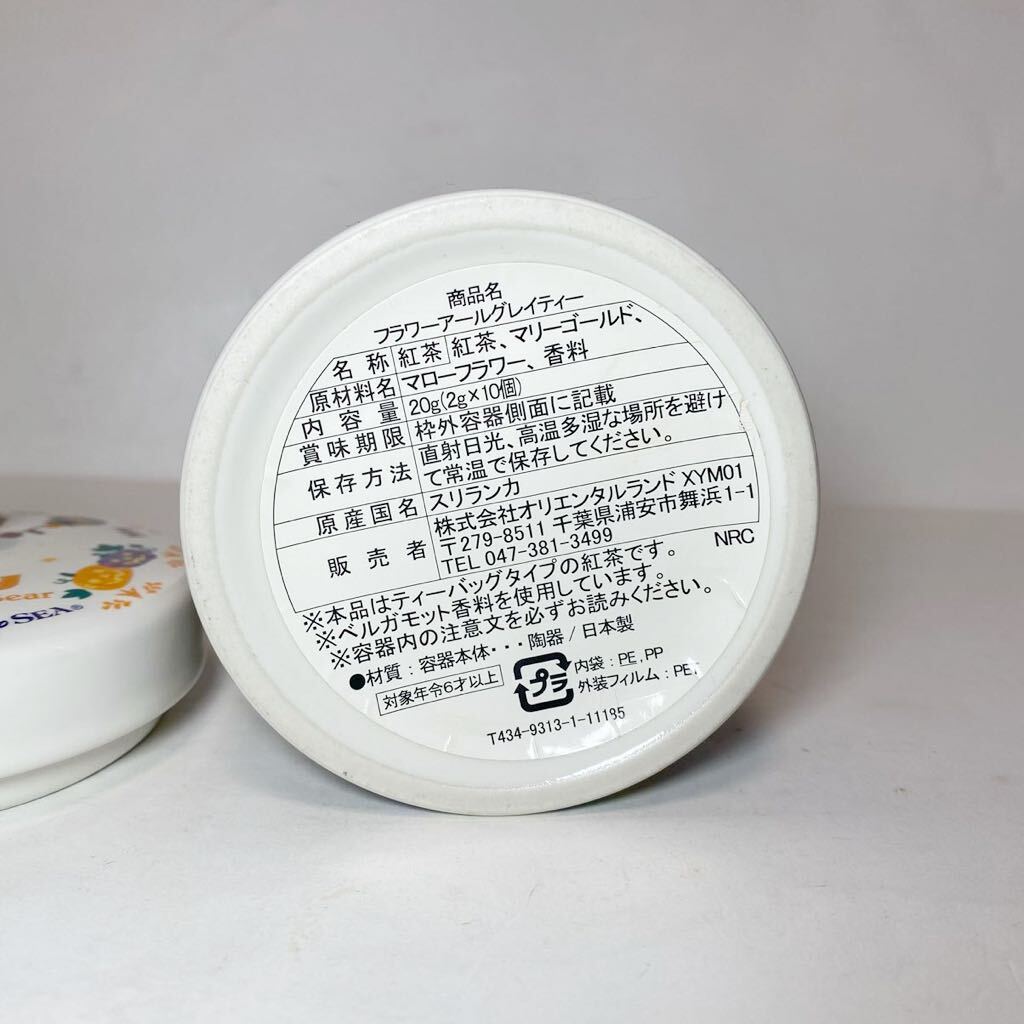 商品名
フラワーアールグレイティー
名称 紅茶
原材料名 紅茶、マリーゴールド、
マローフラワー、香料
内容量 20g(2g×10個)
賞味期限 枠外容器側面に記載
保存方法 直射日光、高温多湿な場所を避け
て常温で保存してください。
原産国名 スリランカ
販売者 株式会社オリエンタルランド XYM01
〒279-8511 千葉県浦安市舞浜1-1
TEL 047-381-3499
NRC
※本品はティーバッグタイプの紅茶です。
※ベルガモット香料を使用しています。
※容器内の注意文を必ずお読みください。
●材質:容器本体・・・陶器/日本製
対象年令6才以上
プラ
内袋:PE,PP
外装フィルム:PE,
T434-9313-1-11185
SEA®